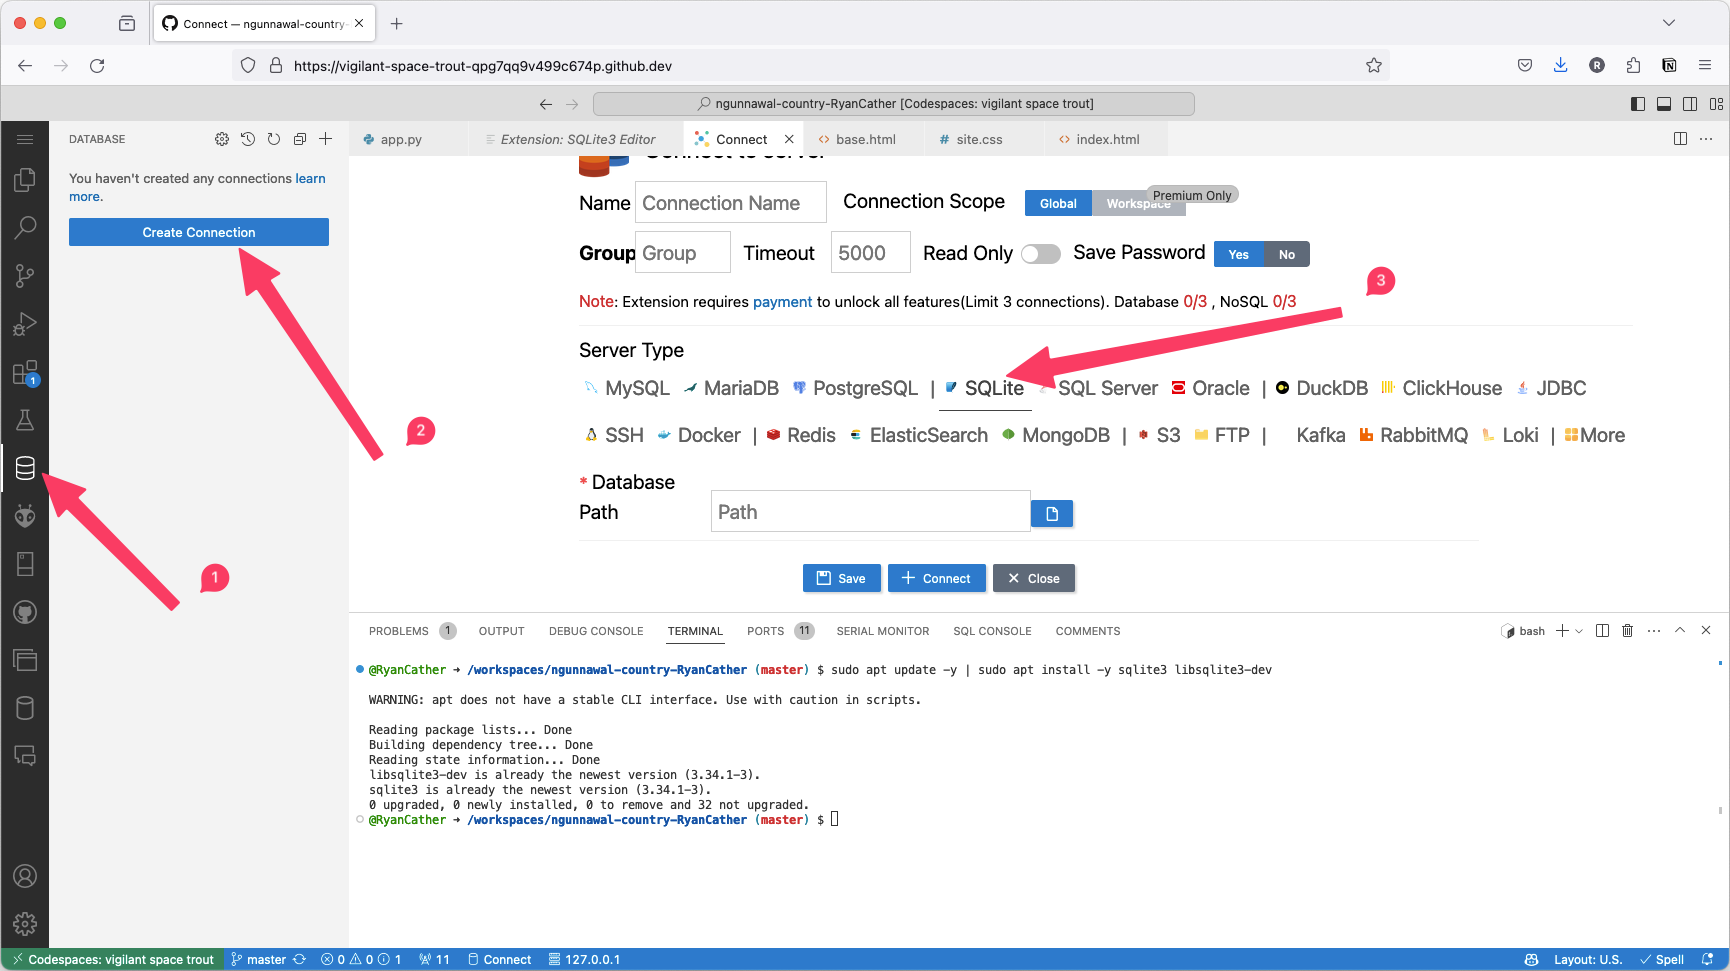 Connect — ngunnawal-country-
https://vigilant-space-trout-qpg7qq9v499c674p.github.dev
R
ngunnawal-country-RyanCather [Codespaces: vigilant space trout]
DATABASE
app.py
Extension: SQLite3 Editor
Connect
base.html
# site.css
index.html
You haven't created any connections learn
more.
Create Connection
Connect to server
Name
Connection Name
Connection Scope
Global
Workspace
Premium Only
Group
Group
Timeout
5000
Read Only
Save Password
Yes
No
Note: Extension requires payment to unlock all features(Limit 3 connections). Database 0/3 , NoSQL 0/3
3
Server Type
MySQL MariaDB PostgreSQL | SQLite SQL Server Oracle | DuckDB ClickHouse JDBC
SSH Docker | Redis ElasticSearch MongoDB | S3 FTP | Kafka RabbitMQ Loki | More
2
1
* Database
Path
Path
1
Save
Connect
Close
PROBLEMS 1 OUTPUT DEBUG CONSOLE TERMINAL PORTS 11 SERIAL MONITOR SQL CONSOLE COMMENTS
bash
@RyanCather ➜ /workspaces/ngunnawal-country-RyanCather (master) $ sudo apt update -y | sudo apt install -y sqlite3 libsqlite3-dev
WARNING: apt does not have a stable CLI interface. Use with caution in scripts.
Reading package lists... Done
Building dependency tree... Done
Reading state information... Done
libsqlite3-dev is already the newest version (3.34.1-3).
sqlite3 is already the newest version (3.34.1-3).
0 upgraded, 0 newly installed, 0 to remove and 32 not upgraded.
@RyanCather ➜ /workspaces/ngunnawal-country-RyanCather (master) $
Codespaces: vigilant space trout
master
0 0 1
11
Connect
127.0.0.1
Layout: U.S.
Spell